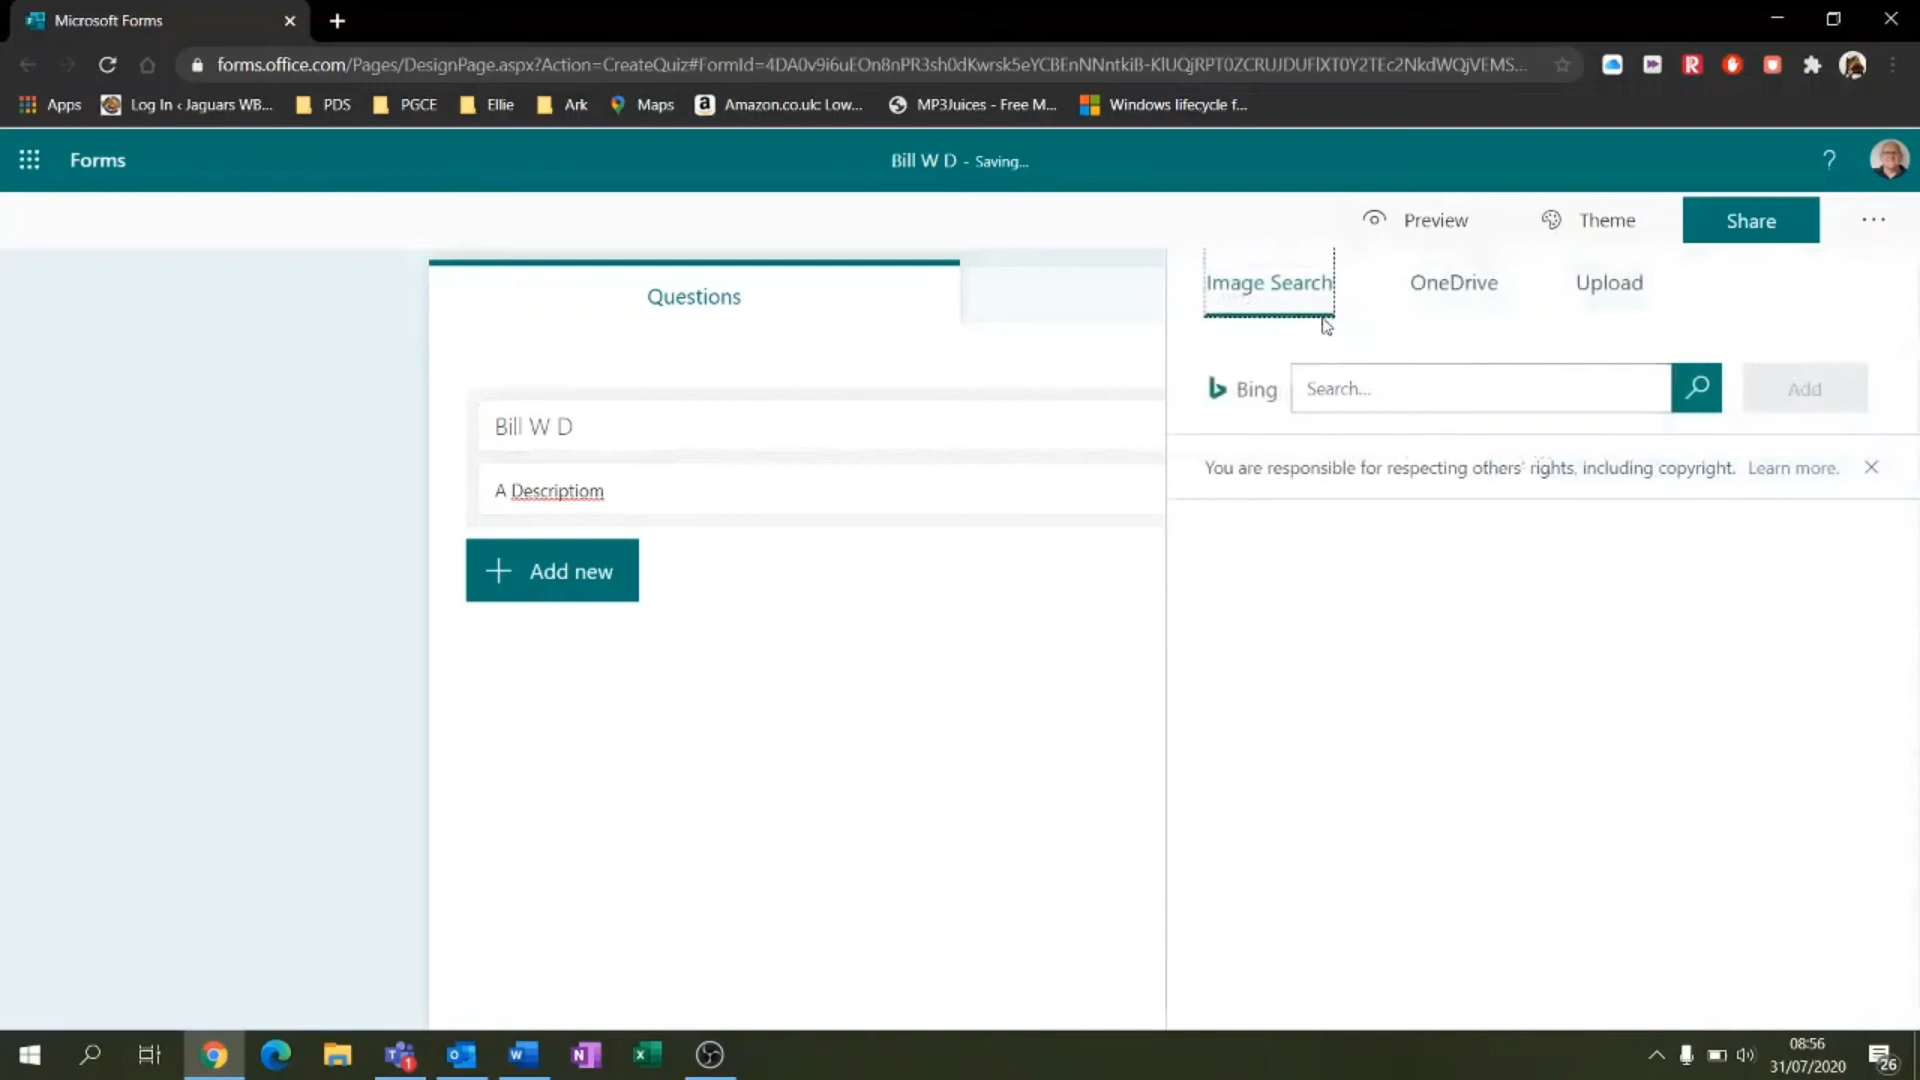 Microsoft Forms
forms.office.com/Pages/DesignPage.aspx?Action=CreateQuiz#FormId=4DA0v9i6uEOn8nPR3sh0dKwrsk5eYCBEnNNntkiB-KlUQjRPT0ZCRUJDUFlXT0Y2TEc2NkdWQjVEMS...
Apps Log In ‹ Jaguars WB... PDS PGCE Ellie Ark Maps Amazon.co.uk: Low... MP3Juices - Free M... Windows lifecycle f...
Forms Bill W D - Saving... ?
Preview Theme Share ...
Questions Image Search OneDrive Upload
Bing Search... Add
Bill W D
You are responsible for respecting others' rights, including copyright. Learn more.
A Descriptiom
Add new
08:56
31/07/2020
26